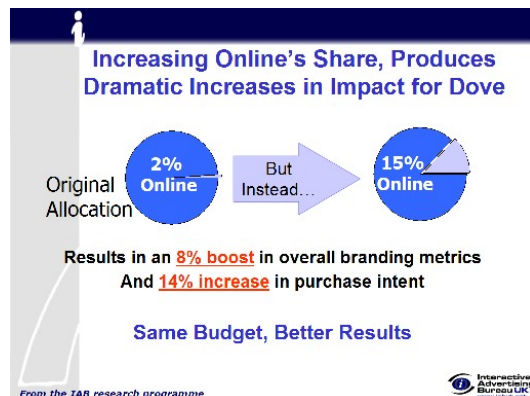 Increasing Online's Share, Produces
Dramatic Increases in Impact for Dove
2%
Online
But
Instead...
15%
Online
Original
Allocation
Results in an 8% boost in overall branding metrics
And 14% increase in purchase intent
Same Budget, Better Results
From the IAB research programme
Interactive
Advertising
Bureau UK